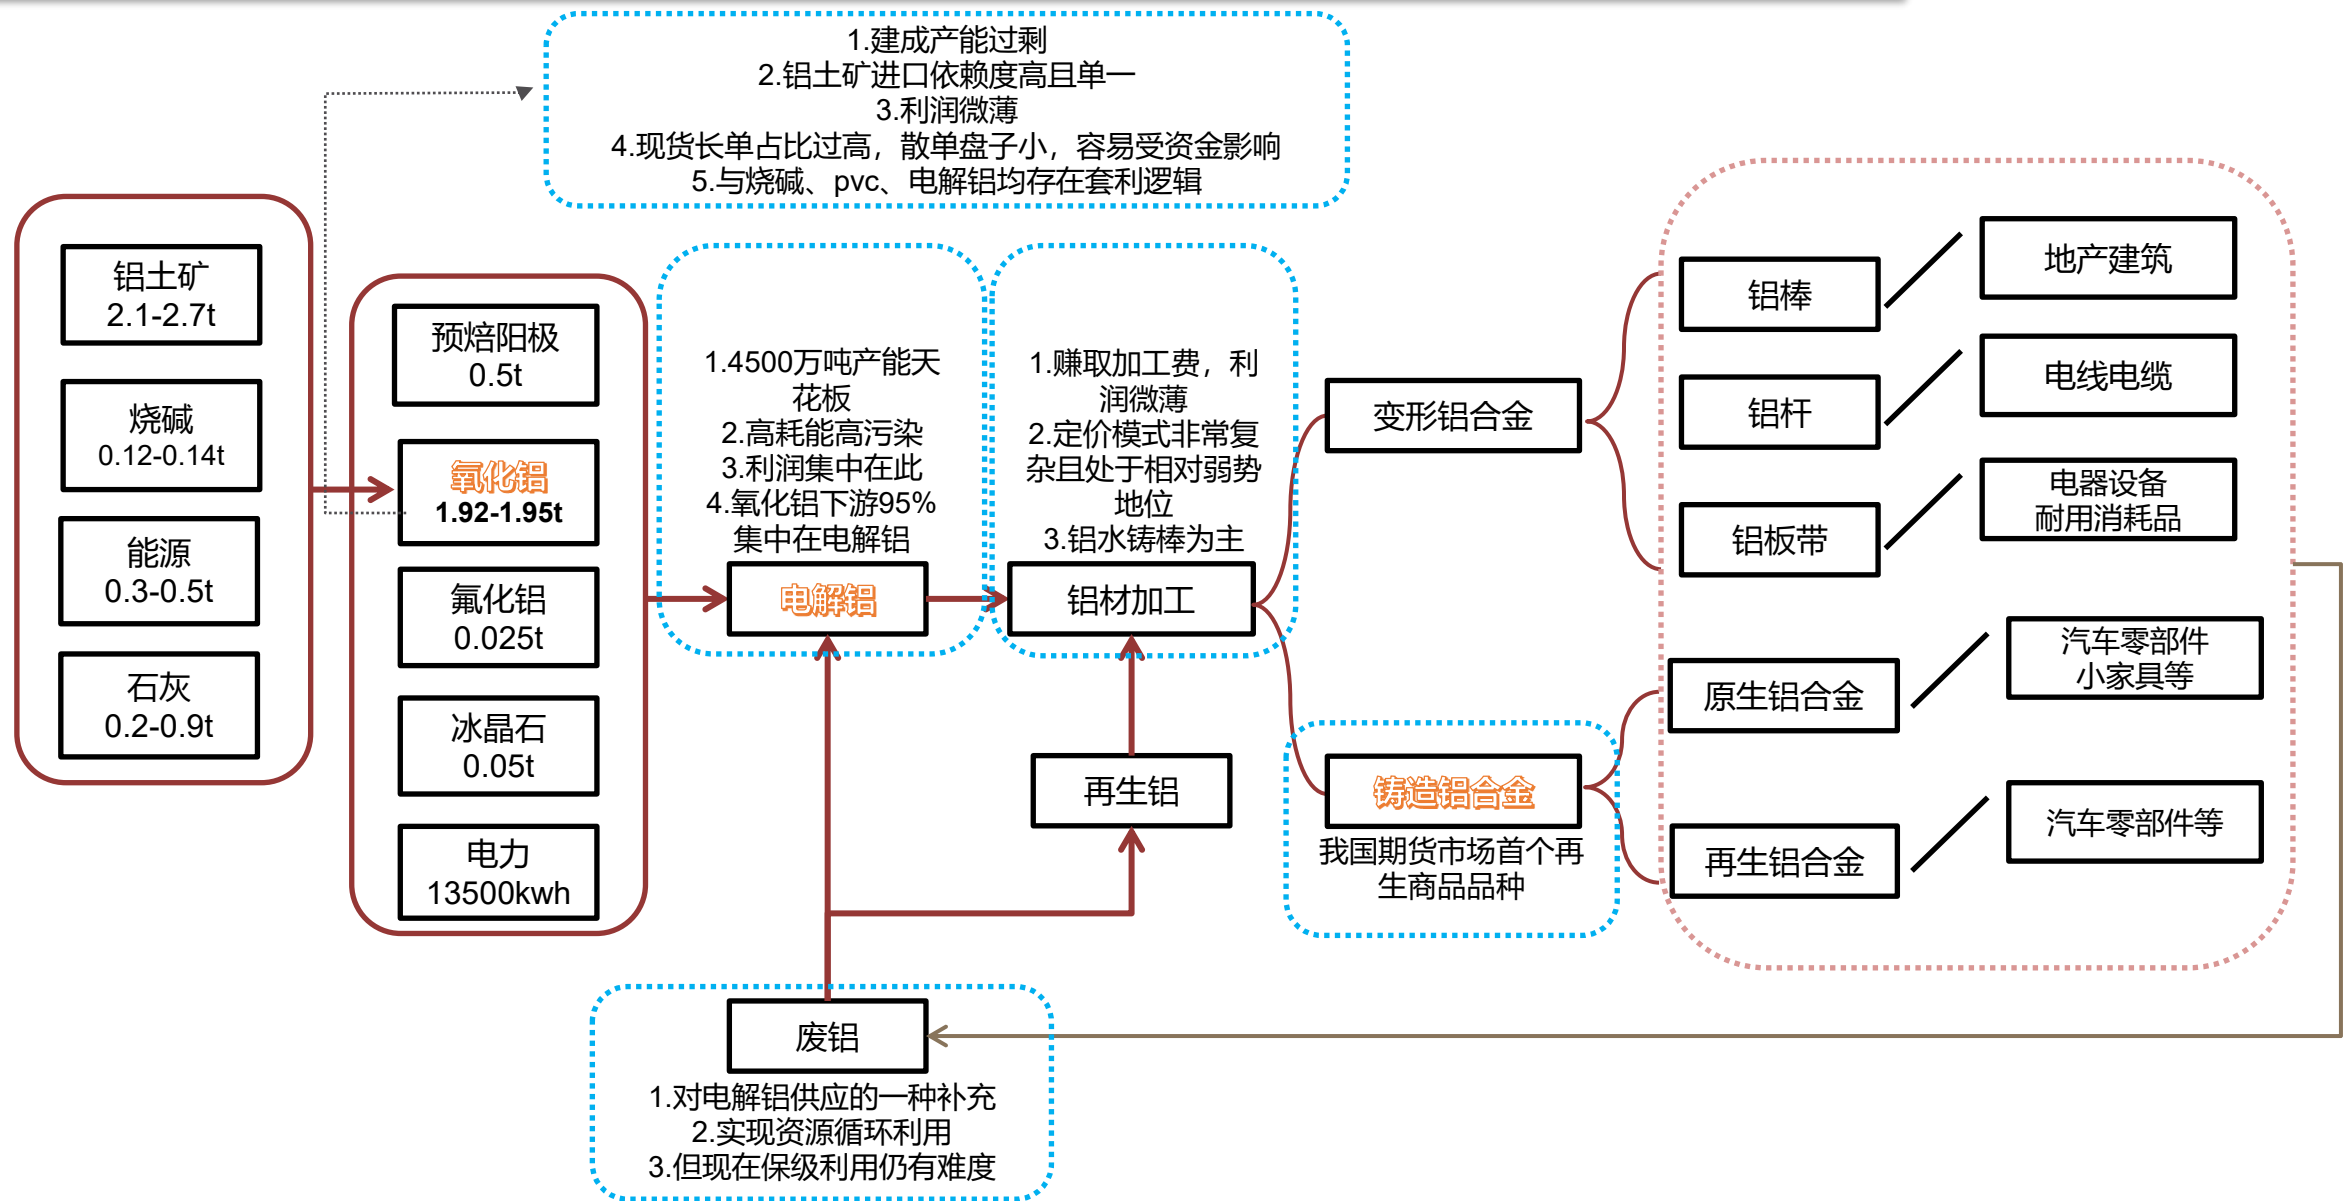 1.建成产能过剩
2.铝土矿进口依赖度高且单一
3.利润微薄
4.现货长单占比过高，散单盘子小，容易受资金影响
5.与烧碱、pvc、电解铝均存在套利逻辑
铝土矿
2.1-2.7t
烧碱
0.12-0.14t
能源
0.3-0.5t
石灰
0.2-0.9t
预焙阳极
0.5t
氧化铝
1.92-1.95t
氟化铝
0.025t
冰晶石
0.05t
电力
13500kwh
1.4500万吨产能天
花板
2.高耗能高污染
3.利润集中在此
4.氧化铝下游95%
集中在电解铝
电解铝
1.赚取加工费，利
润微薄
2.定价模式非常复
杂且处于相对弱势
地位
3.铝水铸棒为主
铝材加工
再生铝
废铝
1.对电解铝供应的一种补充
2.实现资源循环利用
3.但现在保级利用仍有难度
变形铝合金
铸造铝合金
我国期货市场首个再
生商品品种
铝棒
地产建筑
铝杆
电线电缆
铝板带
电器设备
耐用消耗品
原生铝合金
汽车零部件
小家具等
再生铝合金
汽车零部件等